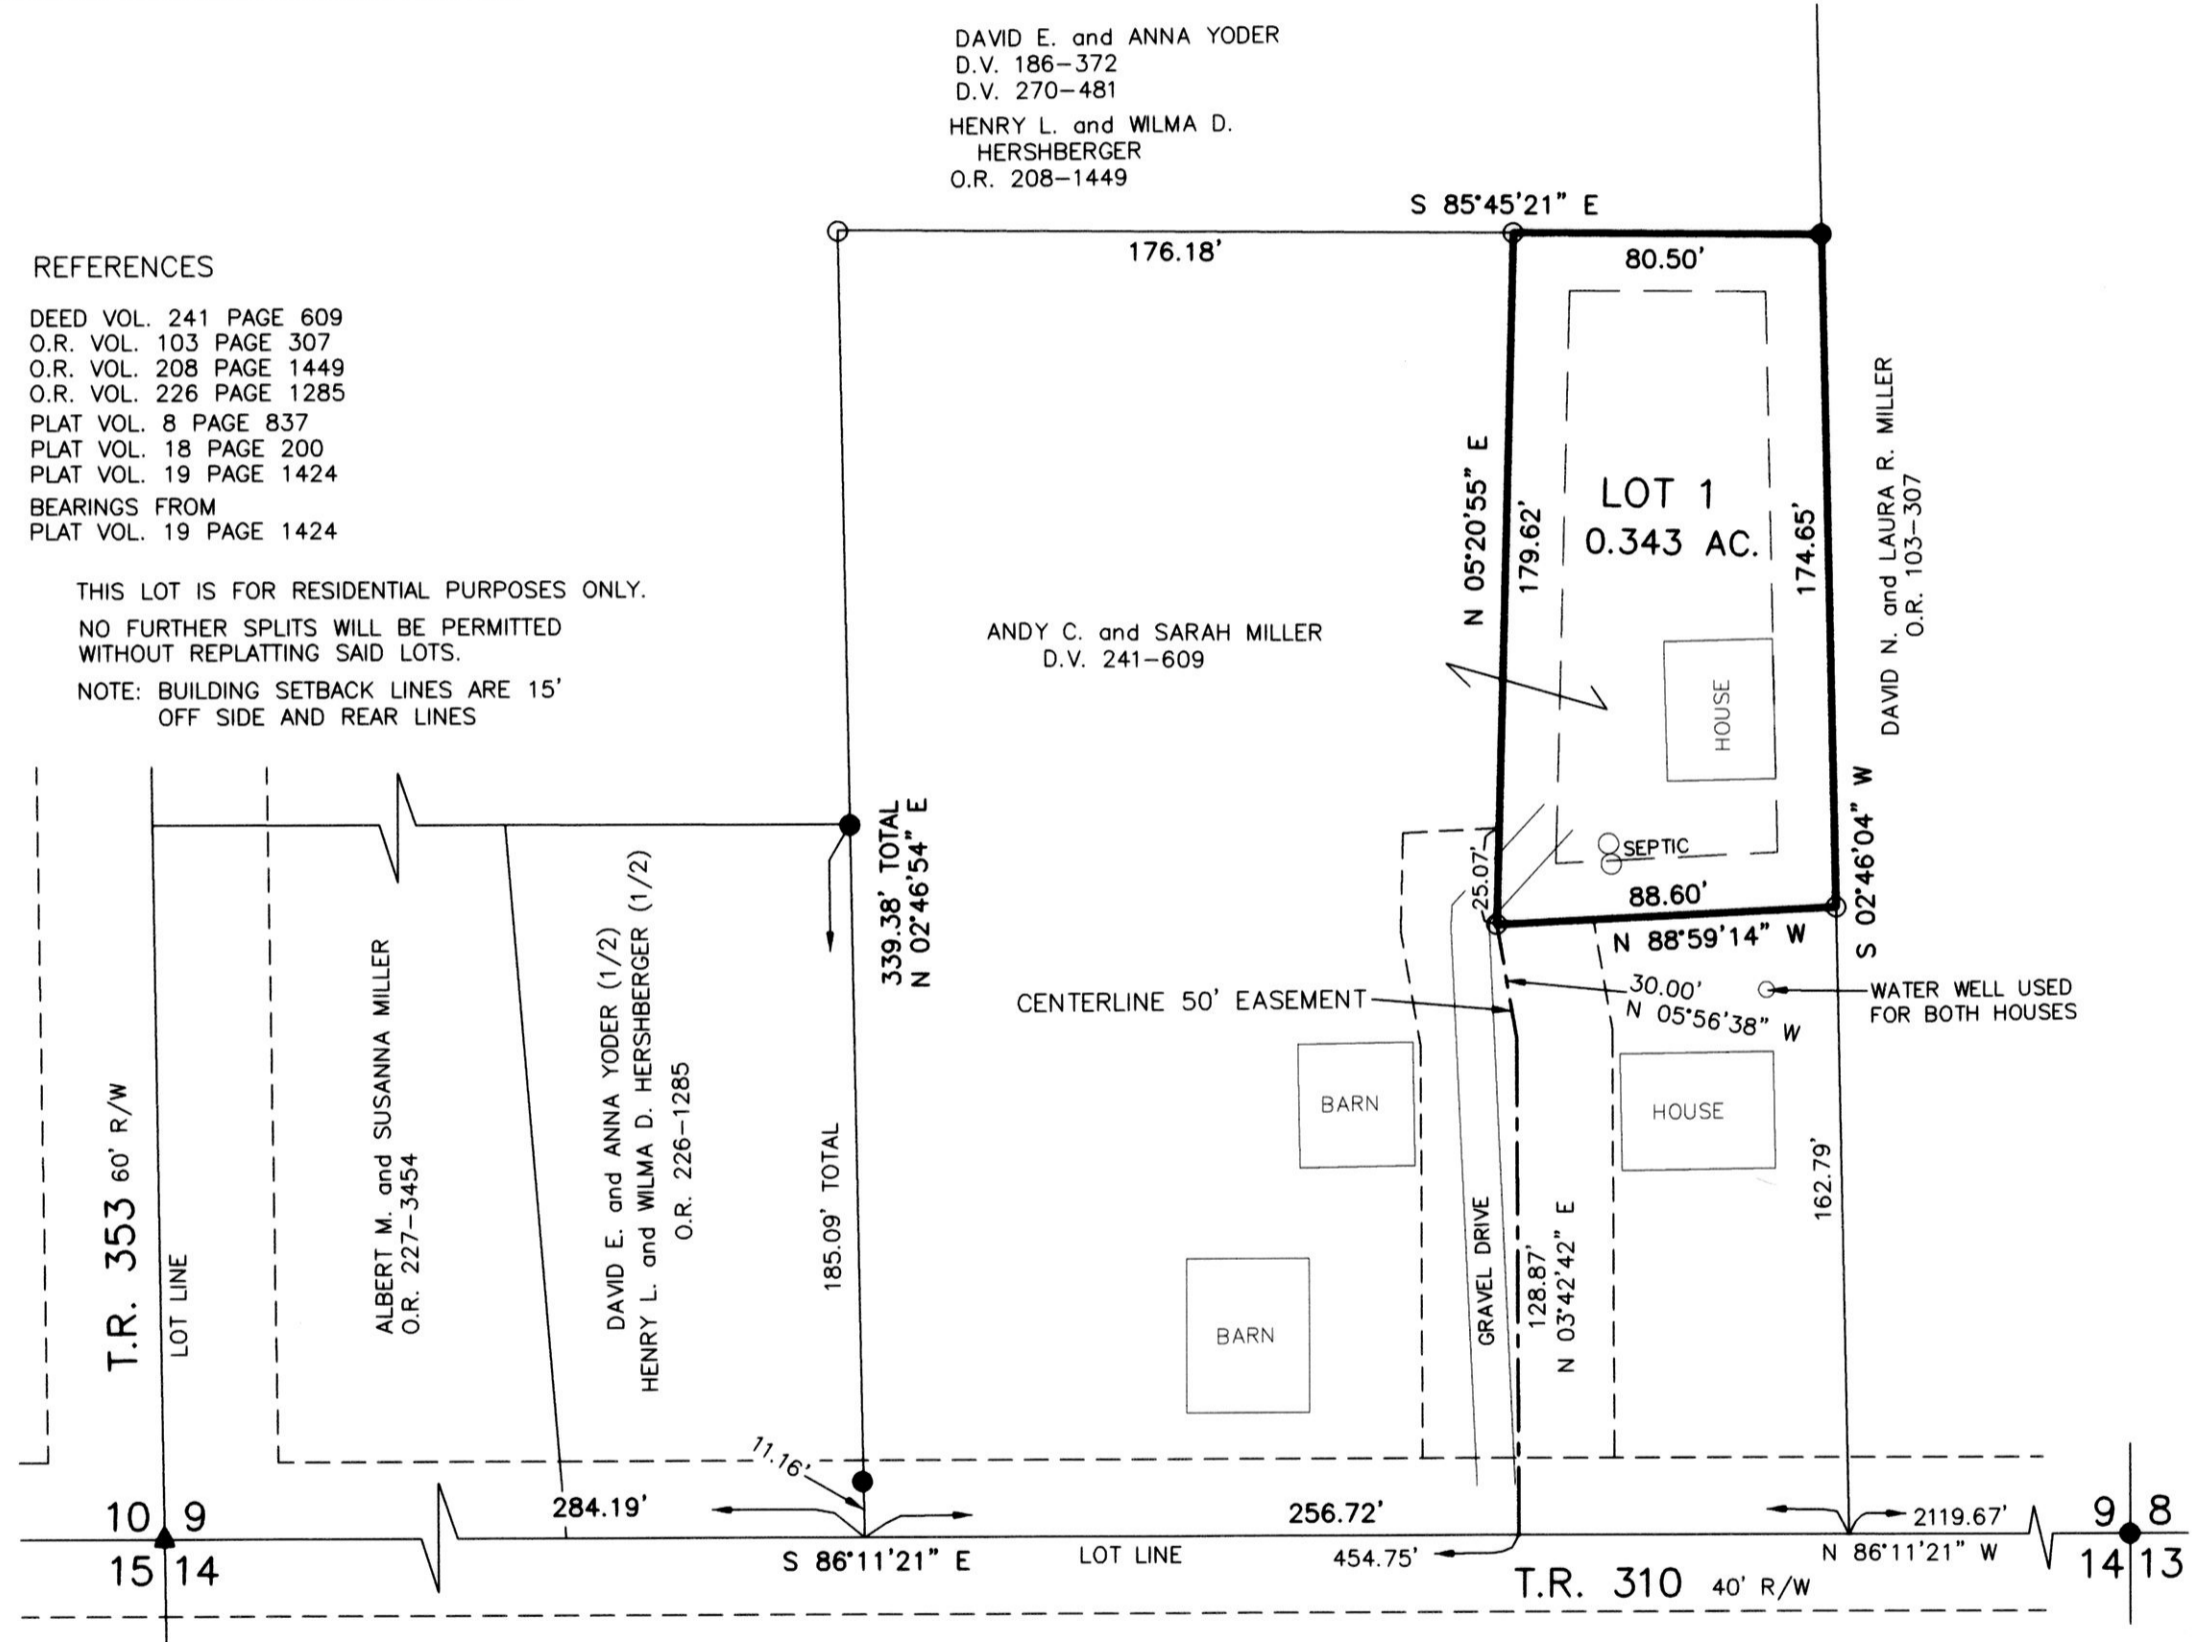 DAVID E. and ANNA YODER
D.V. 186-372
D.V. 270-481
HENRY L. and WILMA D.
HERSHBERGER
O.R. 208-1449
S 85°45'21" E
176.18'
80.50'
REFERENCES
DEED VOL. 241 PAGE 609
O.R. VOL. 103 PAGE 307
O.R. VOL. 208 PAGE 1449
O.R. VOL. 226 PAGE 1285
PLAT VOL. 8 PAGE 837
PLAT VOL. 18 PAGE 200
PLAT VOL. 19 PAGE 1424
BEARINGS FROM
PLAT VOL. 19 PAGE 1424
THIS LOT IS FOR RESIDENTIAL PURPOSES ONLY.
NO FURTHER SPLITS WILL BE PERMITTED
WITHOUT REPLATTING SAID LOTS.
NOTE: BUILDING SETBACK LINES ARE 15'
OFF SIDE AND REAR LINES
N 05°20'55" E
179.62'
LOT 1
0.343 AC.
174.65'
DAVID N. and LAURA R. MILLER
O.R. 103-307
ANDY C. and SARAH MILLER
D.V. 241-609
HOUSE
S 02°46'04" W
SEPTIC
25.07'
88.60'
N 88°59'14" W
339.38' TOTAL
N 02°46'54" E
30.00'
N 05°56'38" W
WATER WELL USED
FOR BOTH HOUSES
CENTERLINE 50' EASEMENT
BARN
HOUSE
T.R. 353 60' R/W
LOT LINE
ALBERT M. and SUSANNA MILLER
O.R. 227-3454
DAVID E. and ANNA YODER (1/2)
HENRY L. and WILMA D. HERSHBERGER (1/2)
O.R. 226-1285
185.09' TOTAL
BARN
GRAVEL DRIVE
128.87'
N 03°42'42" E
162.79'
11.16'
10 9
15 14
284.19'
256.72'
2119.67'
9 8
14 13
S 86°11'21" E
LOT LINE
454.75'
N 86°11'21" W
T.R. 310 40' R/W